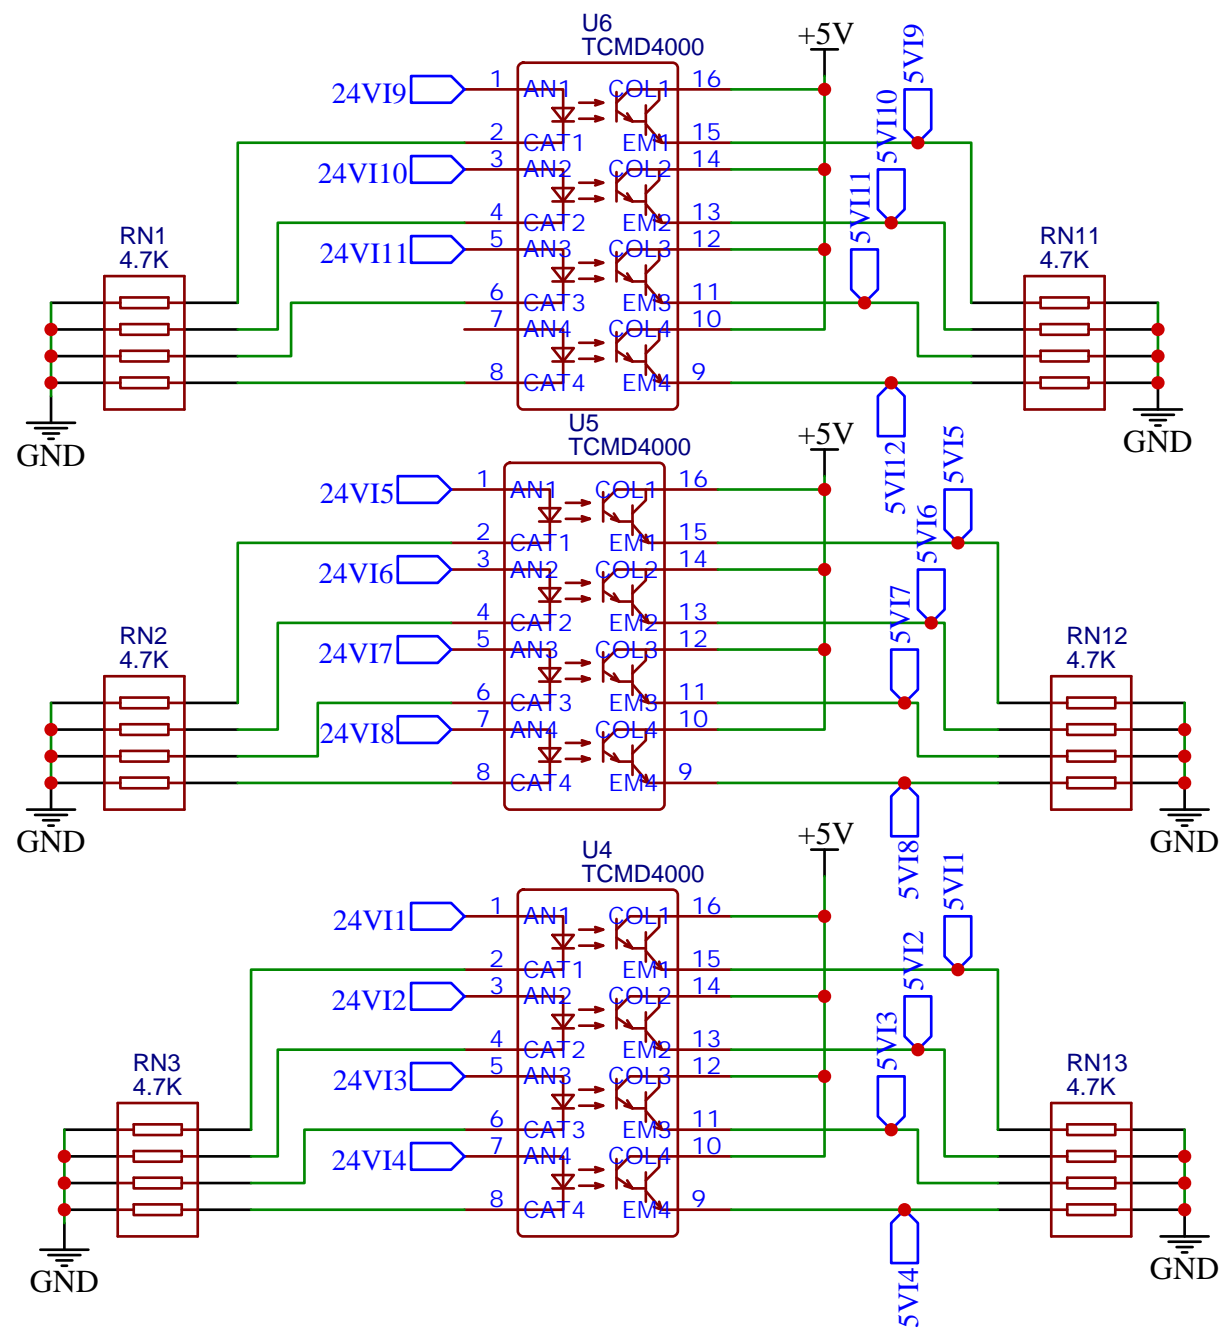 U6
TCMD4000
+5V
5VI9
5VI10
5VI11
24VI9
24VI10
24VI11
1 AN1 COL1 16
2 CAT1 EM1 15
3 AN2 COL2 14
4 CAT2 EM2 13
5 AN3 COL3 12
6 CAT3 EM3 11
7 AN4 COL4 10
8 CAT4 EM4 9
RN1
4.7K
GND
RN11
4.7K
GND
5VI12
U5
TCMD4000
+5V
5VI5
5VI6
5VI7
24VI5
24VI6
24VI7
24VI8
1 AN1 COL1 16
2 CAT1 EM1 15
3 AN2 COL2 14
4 CAT2 EM2 13
5 AN3 COL3 12
6 CAT3 EM3 11
7 AN4 COL4 10
8 CAT4 EM4 9
RN2
4.7K
GND
RN12
4.7K
GND
5VI8
U4
TCMD4000
+5V
5VI1
5VI2
5VI3
24VI1
24VI2
24VI3
24VI4
1 AN1 COL1 16
2 CAT1 EM1 15
3 AN2 COL2 14
4 CAT2 EM2 13
5 AN3 COL3 12
6 CAT3 EM3 11
7 AN4 COL4 10
8 CAT4 EM4 9
RN3
4.7K
GND
RN13
4.7K
GND
5VI4